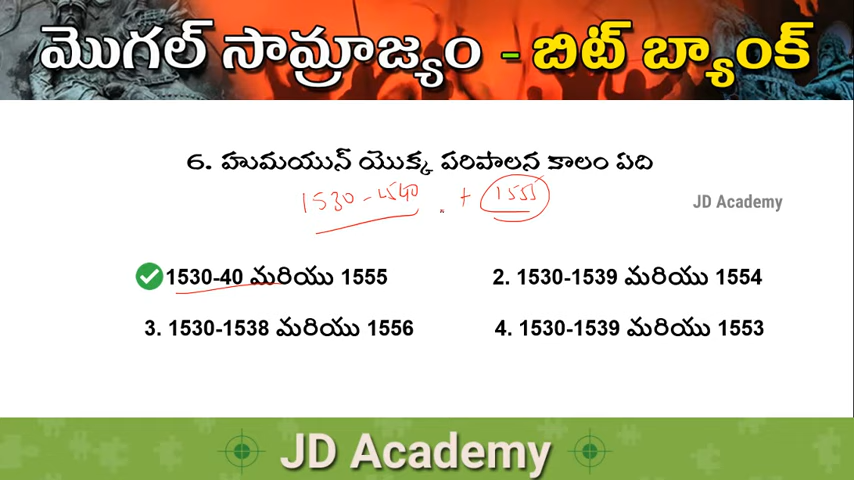 మొగల్ సామ్రాజ్యం - బిట్ బ్యాంక్
6. హుమయున్ యొక్క పరిపాలన కాలం ఏది
1530-1540 + 1555
JD Academy
1530-40 మరియు 1555
2. 1530-1539 మరియు 1554
3. 1530-1538 మరియు 1556
4. 1530-1539 మరియు 1553
JD Academy